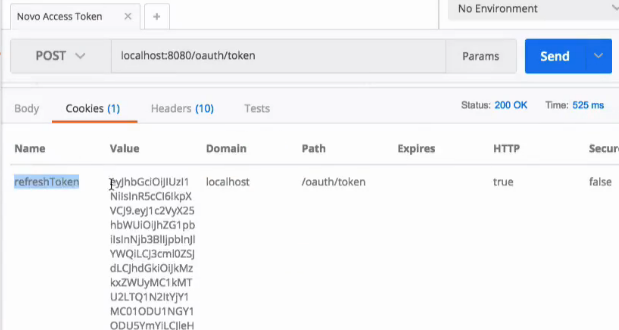 Novo Access Token
No Environment
POST localhost:8080/oauth/token Params Send
Body Cookies (1) Headers (10) Tests Status: 200 OK Time: 525 ms
Name Value Domain Path Expires HTTP Secur
refreshToken eyJhbGciOiJIUzI1 localhost /oauth/token true false
NiIsInR5cCI6IkpX
VCJ9.eyJ1c2VyX25
hbWUiOiJhZG1pb
iIsInNjb3BlIjpbInJl
YWQiLCJ3cml0ZSJ
dLCJhdGkiOiJkMz
kxZWUyMC1kMT
U2LTQ1N2ItYjY1
MC01ODU1NGY1
ODU5YmYiLCJleH